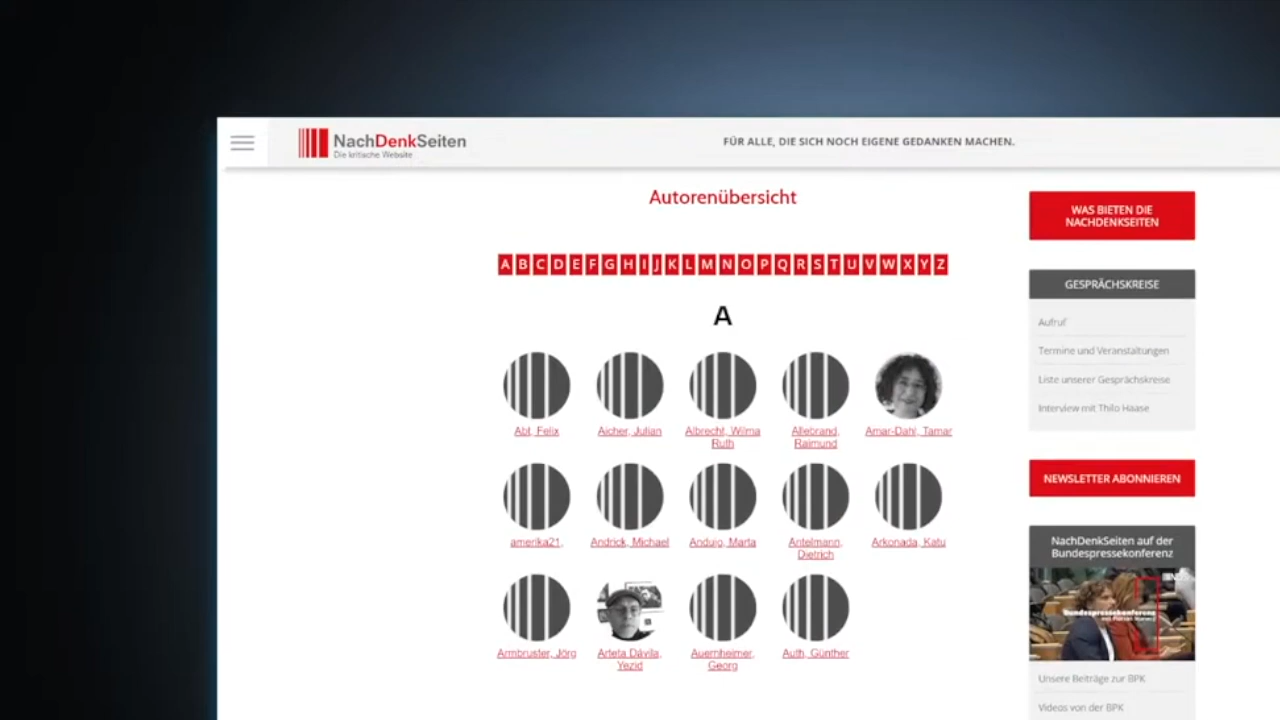 NachDenkSeiten
Die kritische Website
FÜR ALLE, DIE SICH NOCH EIGENE GEDANKEN MACHEN.
Autorenübersicht
A B C D E F G H I J K L M N O P Q R S T U V W X Y Z
A
Abt, Felix
Aicher, Julian
Albrecht, Wilma
Ruth
Allebrand,
Raimund
Amar-Dahl, Tamar
amerika21,
Andrick, Michael
Andujo, Marta
Antelmann,
Dietrich
Arkonada, Katu
Armbruster, Jörg
Arteta Dávila,
Yezid
Auernheimer,
Georg
Auth, Günther
WAS BIETEN DIE
NACHDENKSEITEN
GESPRÄCHSKREISE
Aufruf
Termine und Veranstaltungen
Liste unserer Gesprächskreise
Interview mit Thilo Haase
NEWSLETTER ABONNIEREN
NachDenkSeiten auf der
Bundespressekonferenz
NDS
Bundespressekonferenz
Unsere Beiträge zur BPK
Videos von der BPK